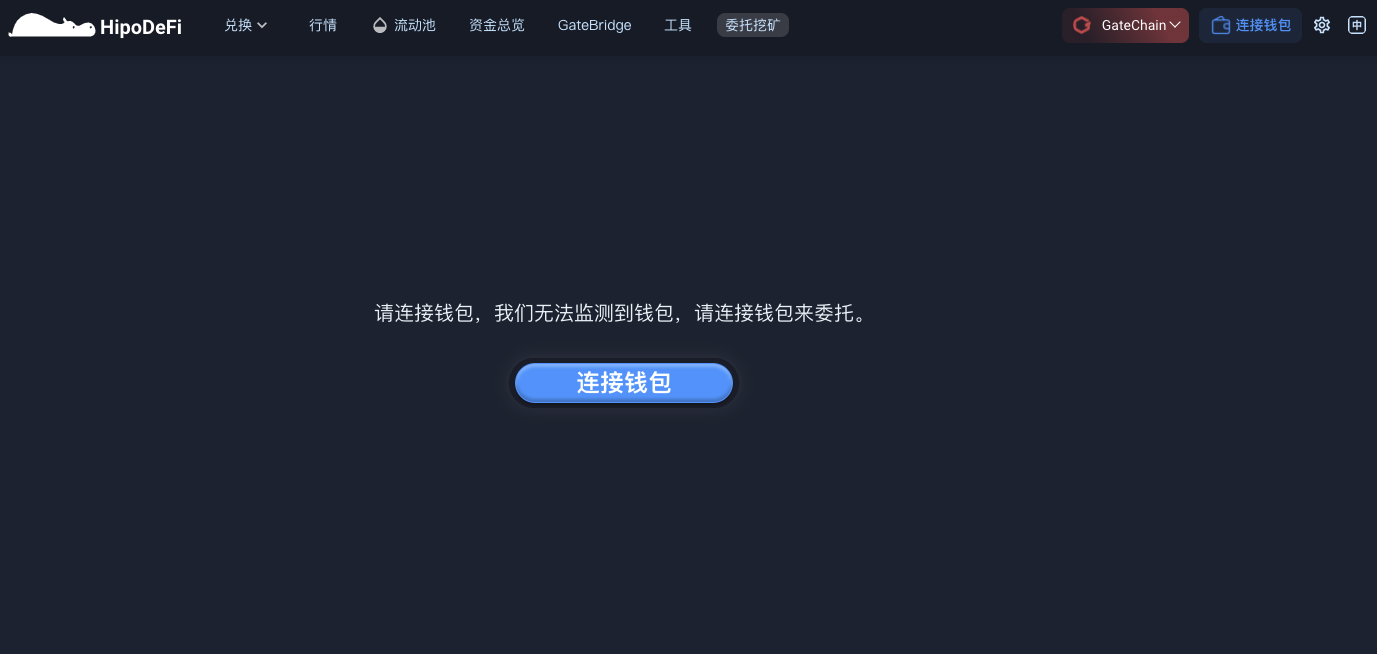 HipoDeFi 兑换 行情 流动池 资金总览 GateBridge 工具 委托挖矿 GateChain 连接钱包 中
请连接钱包，我们无法监测到钱包，请连接钱包来委托。
连接钱包